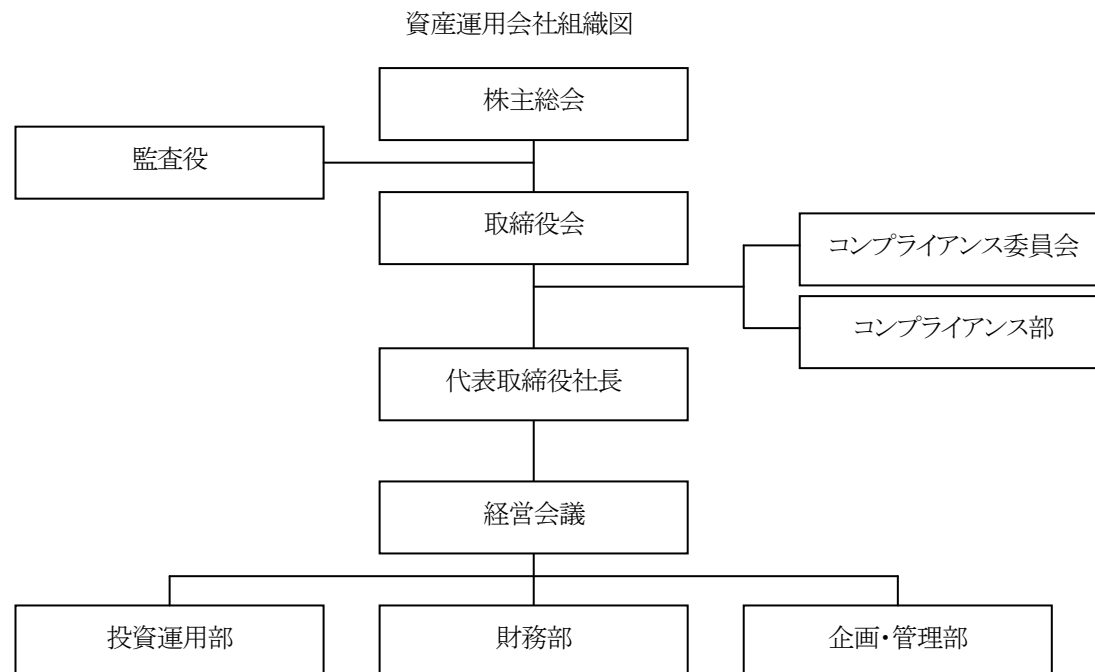 資産運用会社組織図
株主総会
監査役
取締役会
コンプライアンス委員会
コンプライアンス部
代表取締役社長
経営会議
投資運用部
財務部
企画・管理部